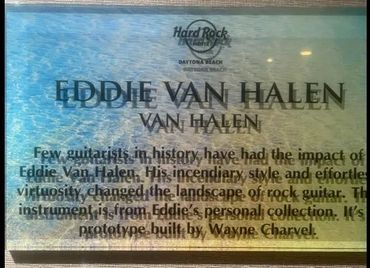 Hard Rock
HOTEL
DAYTONA BEACH
EDDIE VAN HALEN
VAN HALEN
Few guitarists in history have had the impact of
Eddie Van Halen. His incendiary style and effortles
virtuosity changed the landscape of rock guitar. Th
instrument is from Eddie's personal collection. It's
prototype built by Wayne Charvel.